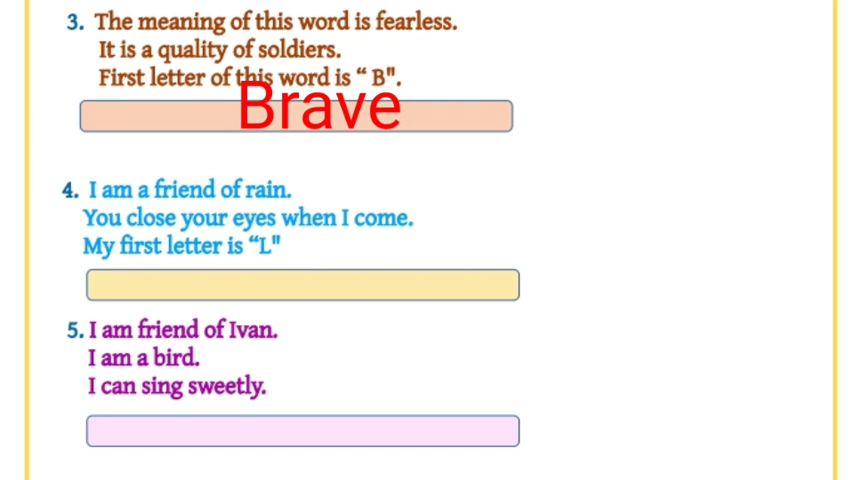 3. The meaning of this word is fearless.
It is a quality of soldiers.
First letter of this word is “ B".
Brave
4. I am a friend of rain.
You close your eyes when I come.
My first letter is “L"
5. I am friend of Ivan.
I am a bird.
I can sing sweetly.